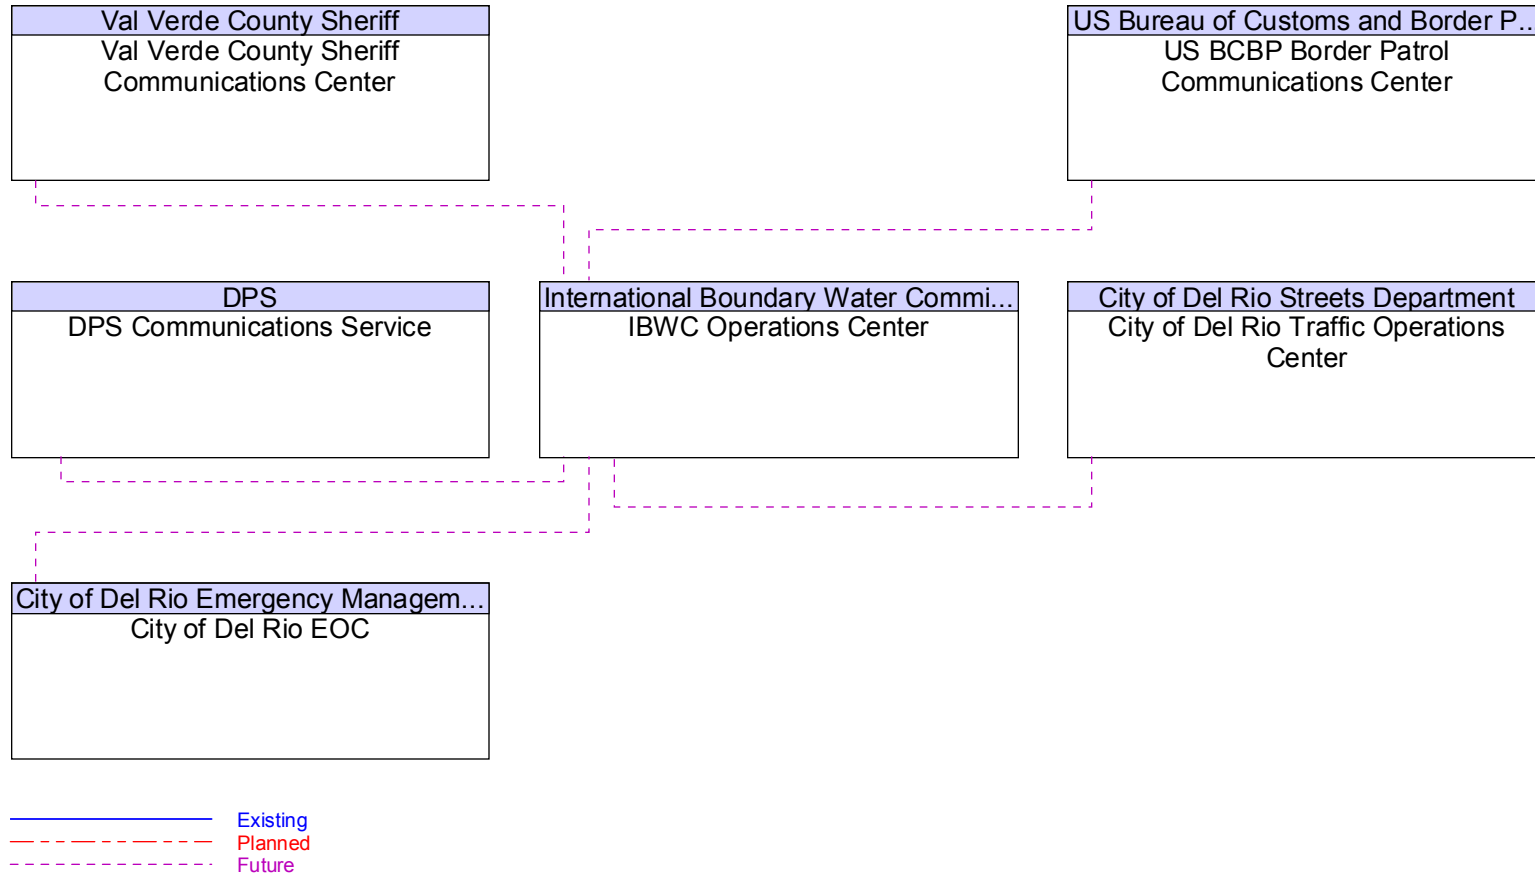 Val Verde County Sheriff
Val Verde County Sheriff
Communications Center
US Bureau of Customs and Border P...
US BCBP Border Patrol
Communications Center
DPS
DPS Communications Service
International Boundary Water Commi...
IBWC Operations Center
City of Del Rio Streets Department
City of Del Rio Traffic Operations
Center
City of Del Rio Emergency Managem...
City of Del Rio EOC
Existing
Planned
Future